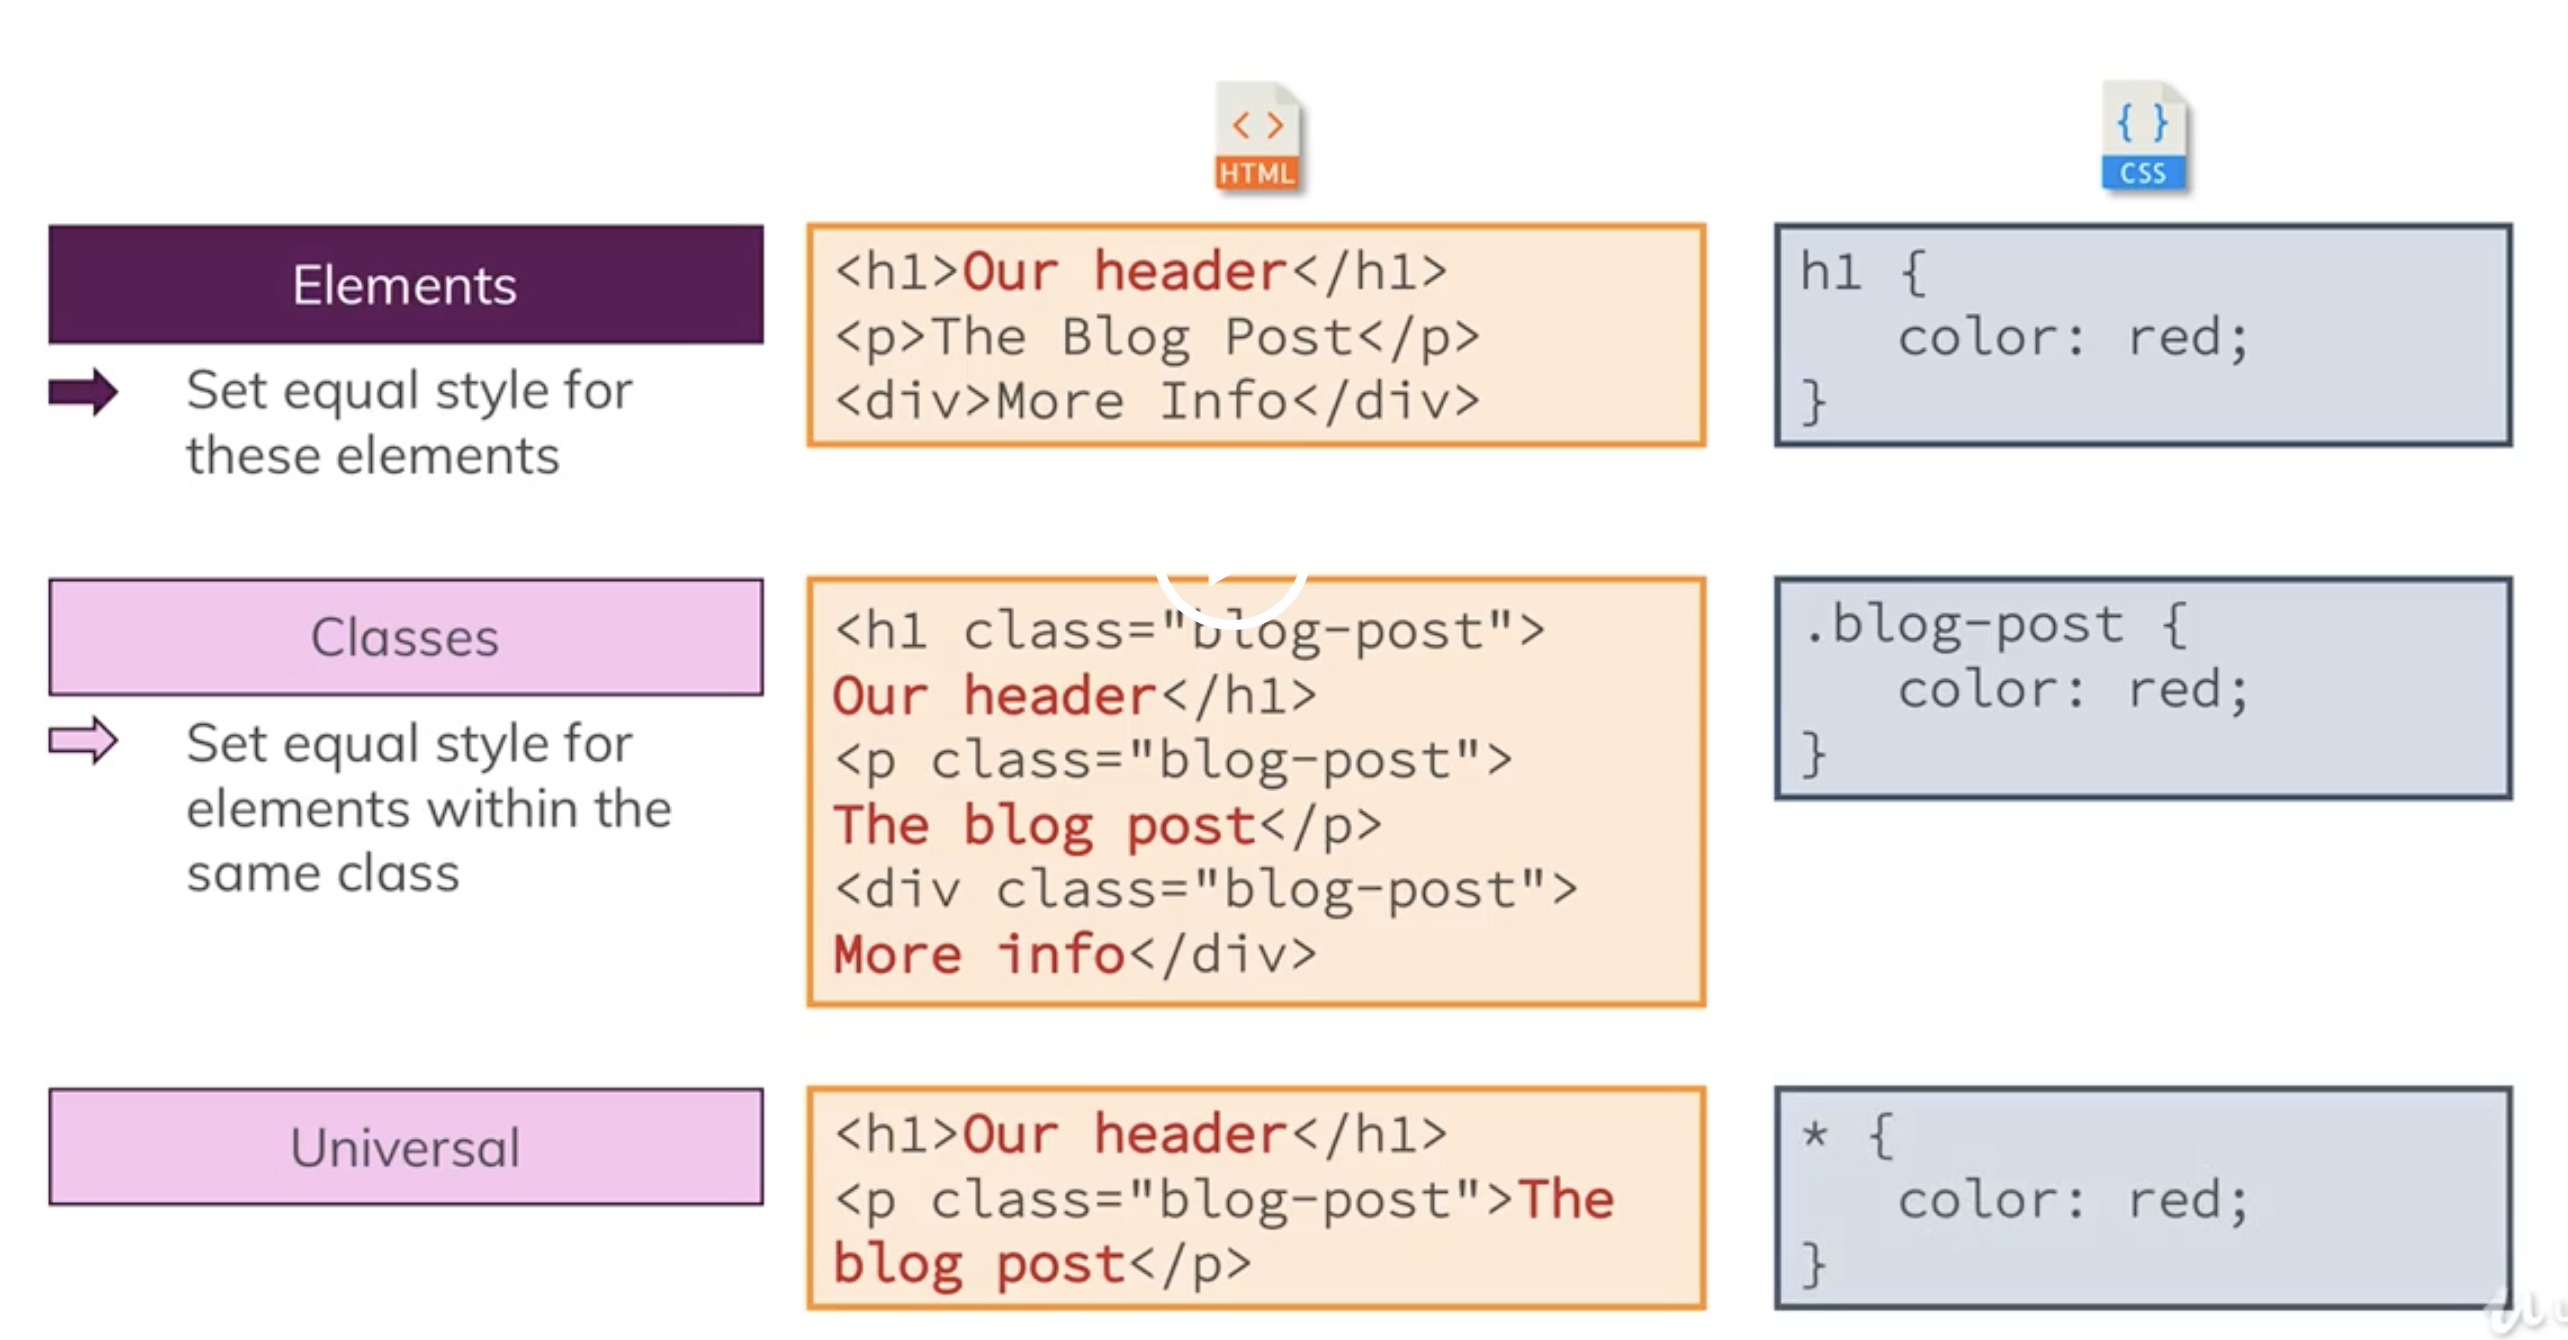 HTML
CSS
Elements
Set equal style for
these elements
<h1>Our header</h1>
<p>The Blog Post</p>
<div>More Info</div>
h1 {
color: red;
}
Classes
Set equal style for
elements within the
same class
<h1 class="blog-post">
Our header</h1>
<p class="blog-post">
The blog post</p>
<div class="blog-post">
More info</div>
.blog-post {
color: red;
}
Universal
<h1>Our header</h1>
<p class="blog-post">The
blog post</p>
* {
color: red;
}